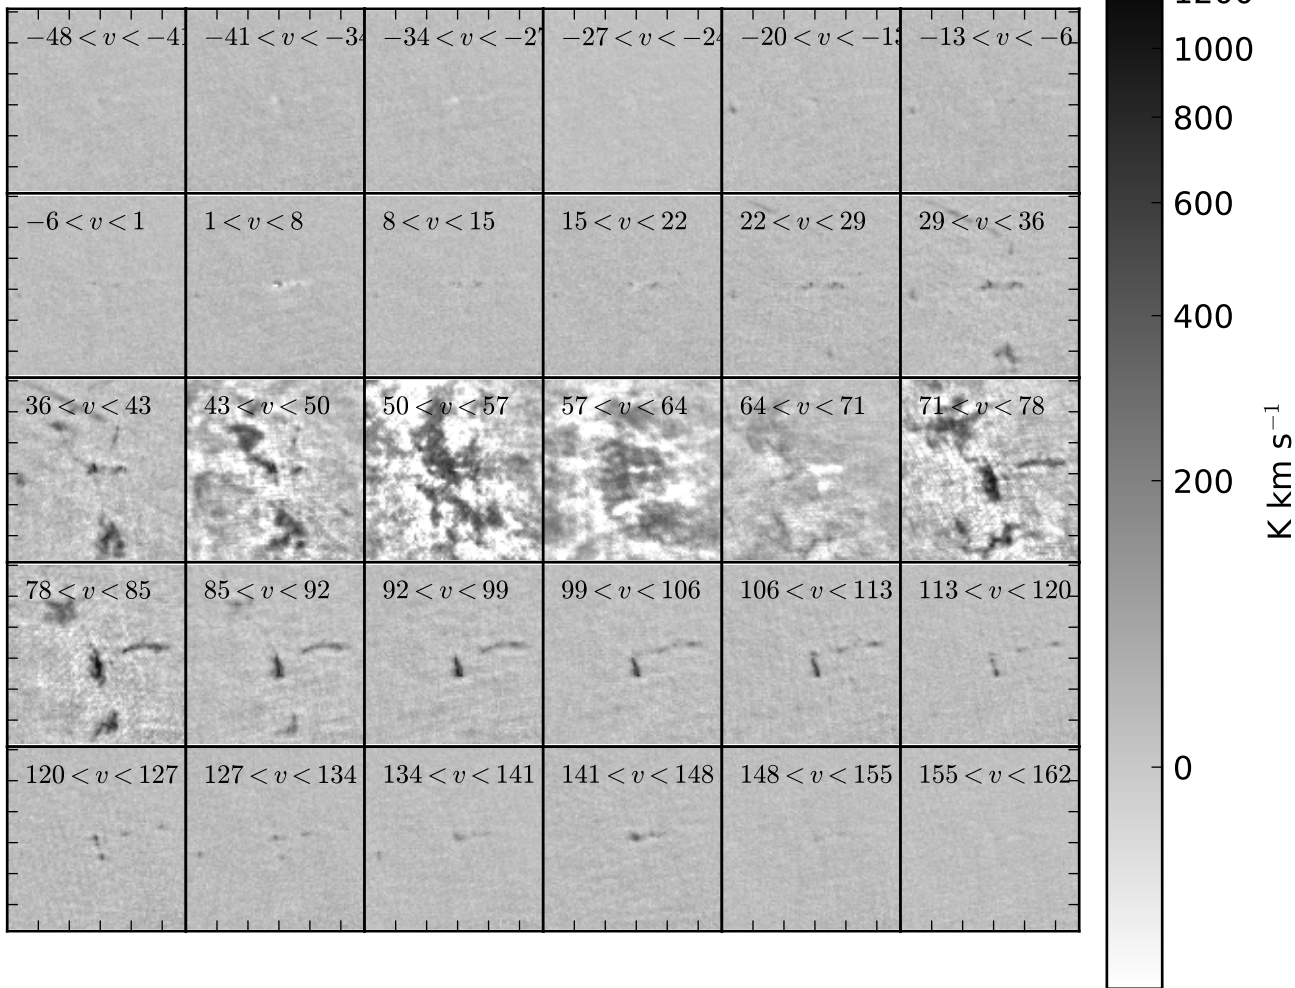 −48 < v < −41
−41 < v < −34
−34 < v < −27
−27 < v < −24
−20 < v < −13
−13 < v < −6
−6 < v < 1
1 < v < 8
8 < v < 15
15 < v < 22
22 < v < 29
29 < v < 36
36 < v < 43
43 < v < 50
50 < v < 57
57 < v < 64
64 < v < 71
71 < v < 78
78 < v < 85
85 < v < 92
92 < v < 99
99 < v < 106
106 < v < 113
113 < v < 120
120 < v < 127
127 < v < 134
134 < v < 141
141 < v < 148
148 < v < 155
155 < v < 162
1200
1000
800
600
400
200
0
K km s⁻¹